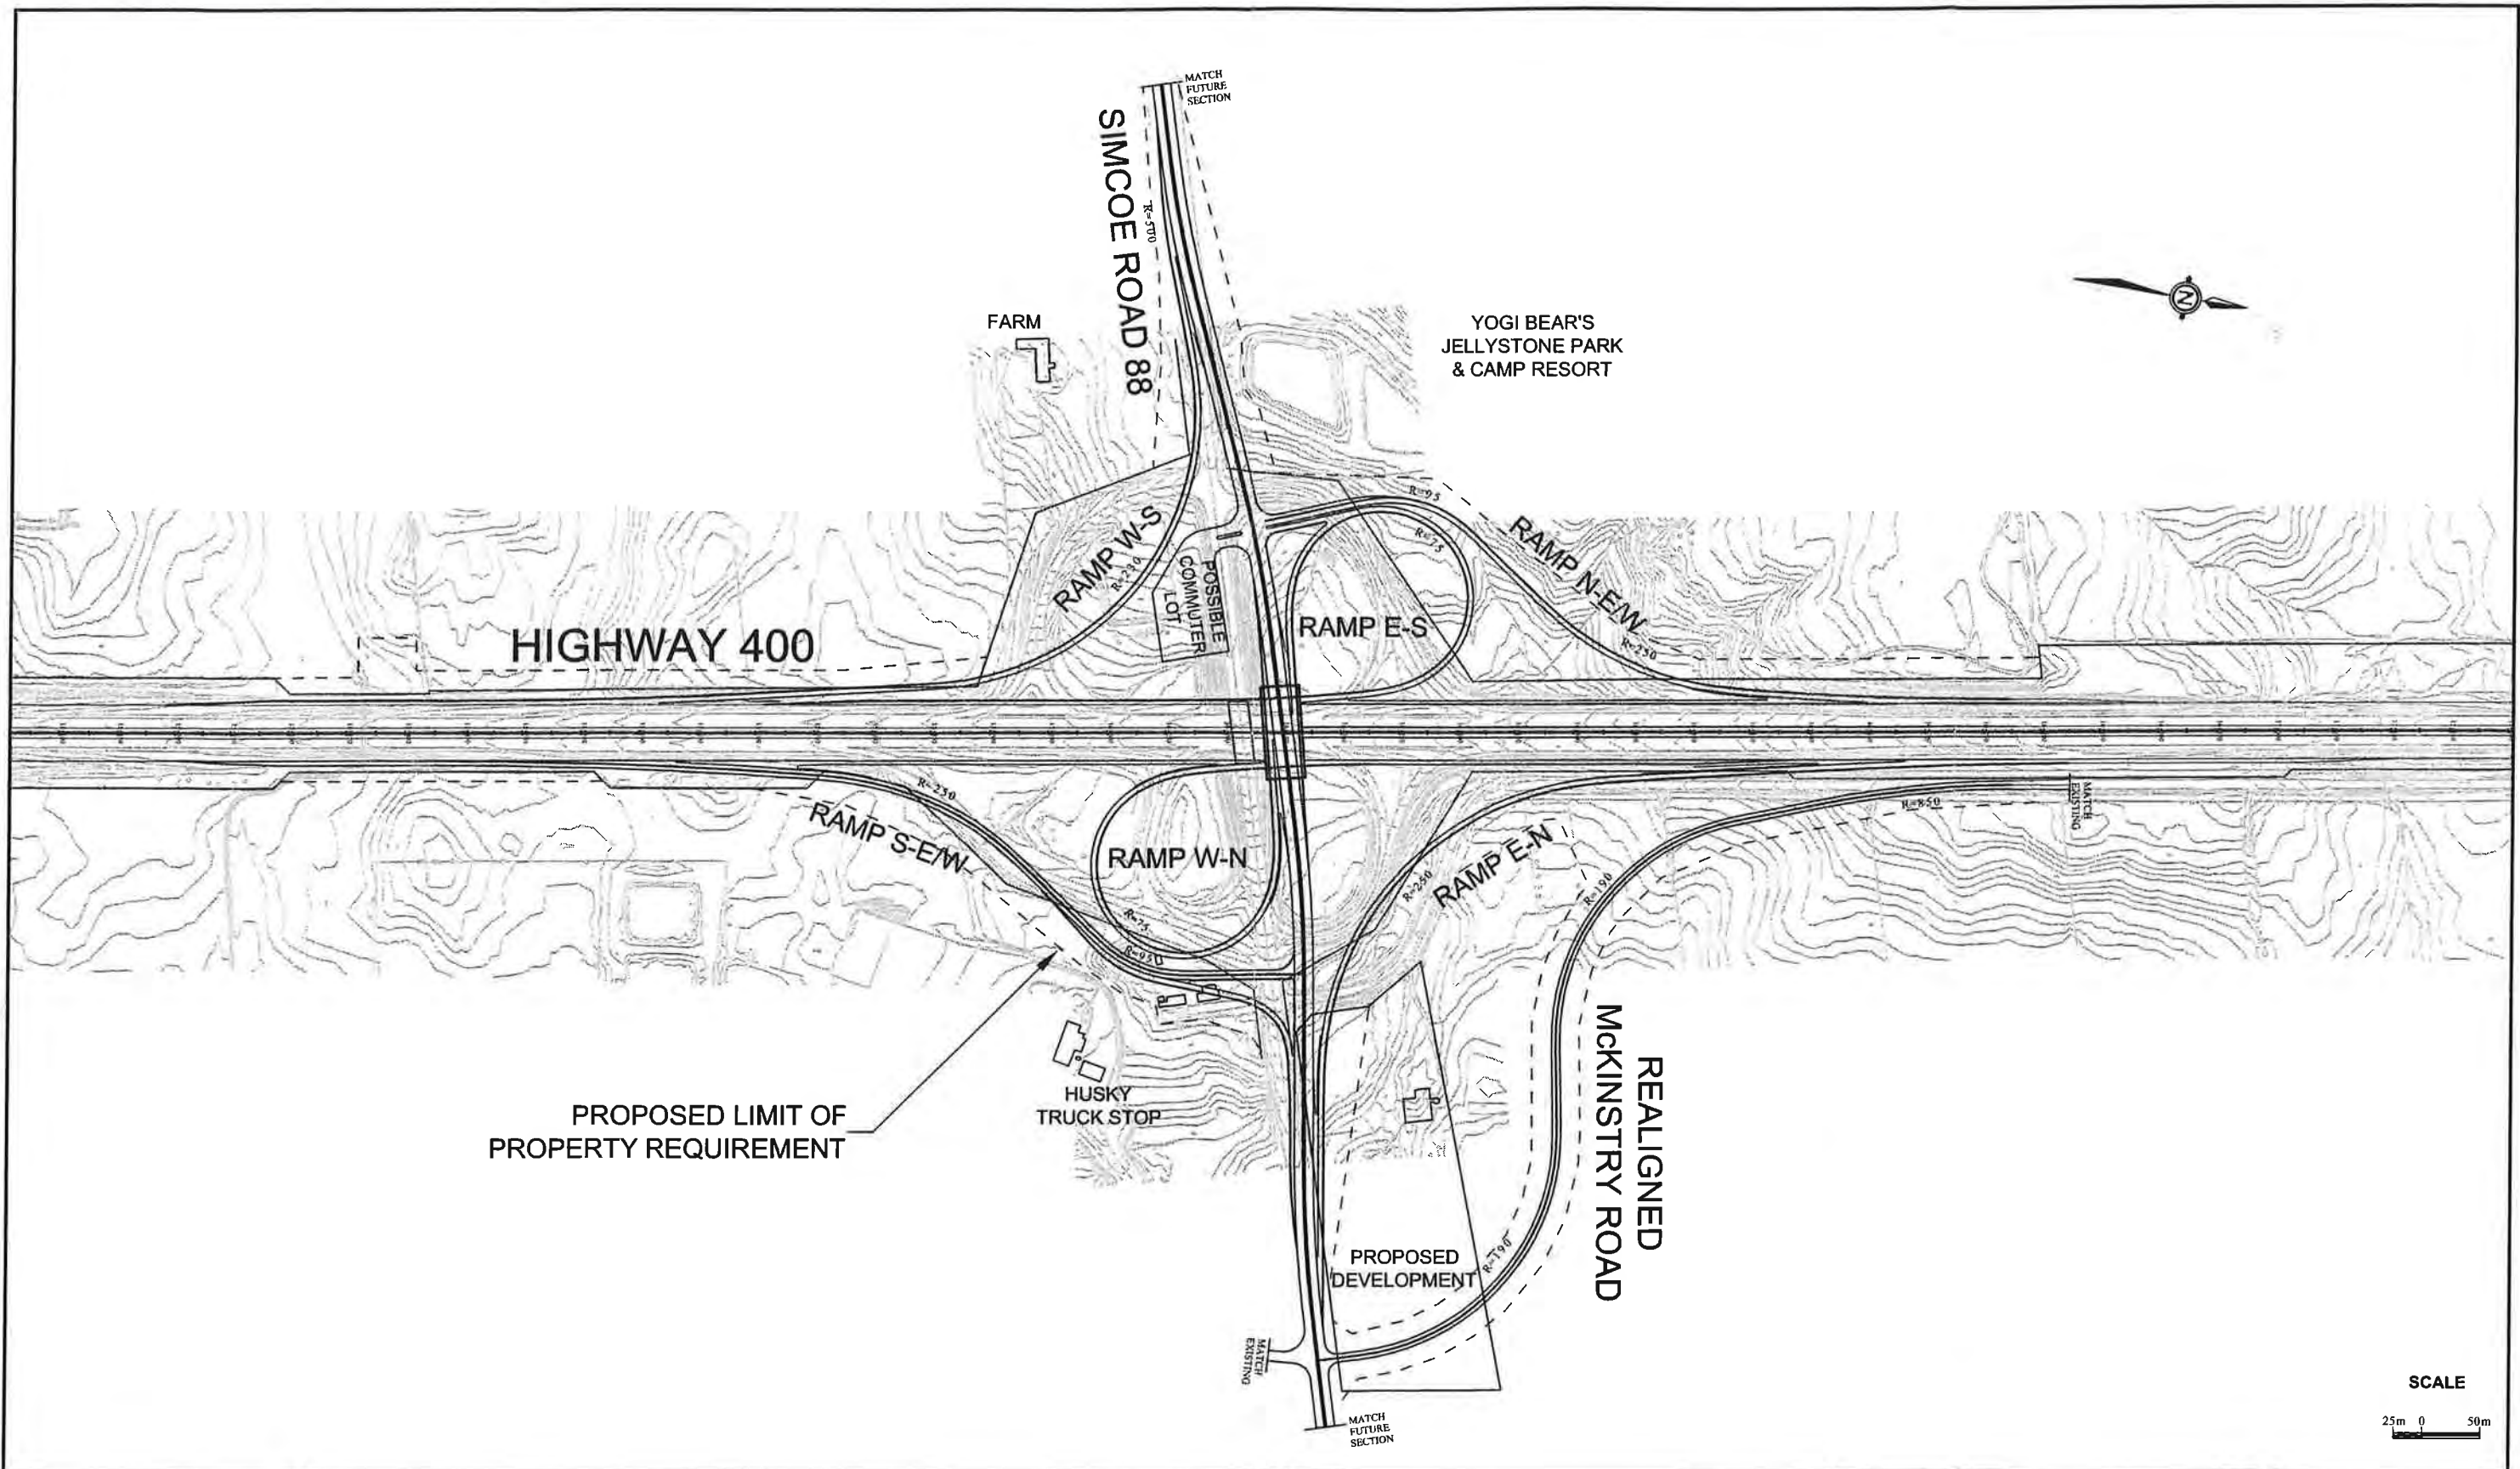 MATCH
FUTURE
SECTION
SIMCOE ROAD 88
R=500
FARM
YOGI BEAR'S
JELLYSTONE PARK
& CAMP RESORT
N
RAMP W-S
R=230
POSSIBLE
COMMUTER
LOT
R=95
R=75
RAMP N-E/W
R=250
RAMP E-S
HIGHWAY 400
R=250
RAMP S-E/W
RAMP W-N
R=75
R=95
RAMP E-N
R=250
R=190
R=850
MATCH
EXISTING
REALIGNED
McKINSTRY ROAD
HUSKY
TRUCK STOP
PROPOSED LIMIT OF
PROPERTY REQUIREMENT
PROPOSED
DEVELOPMENT
R=190
MATCH
EXISTING
MATCH
FUTURE
SECTION
SCALE
25m 0 50m